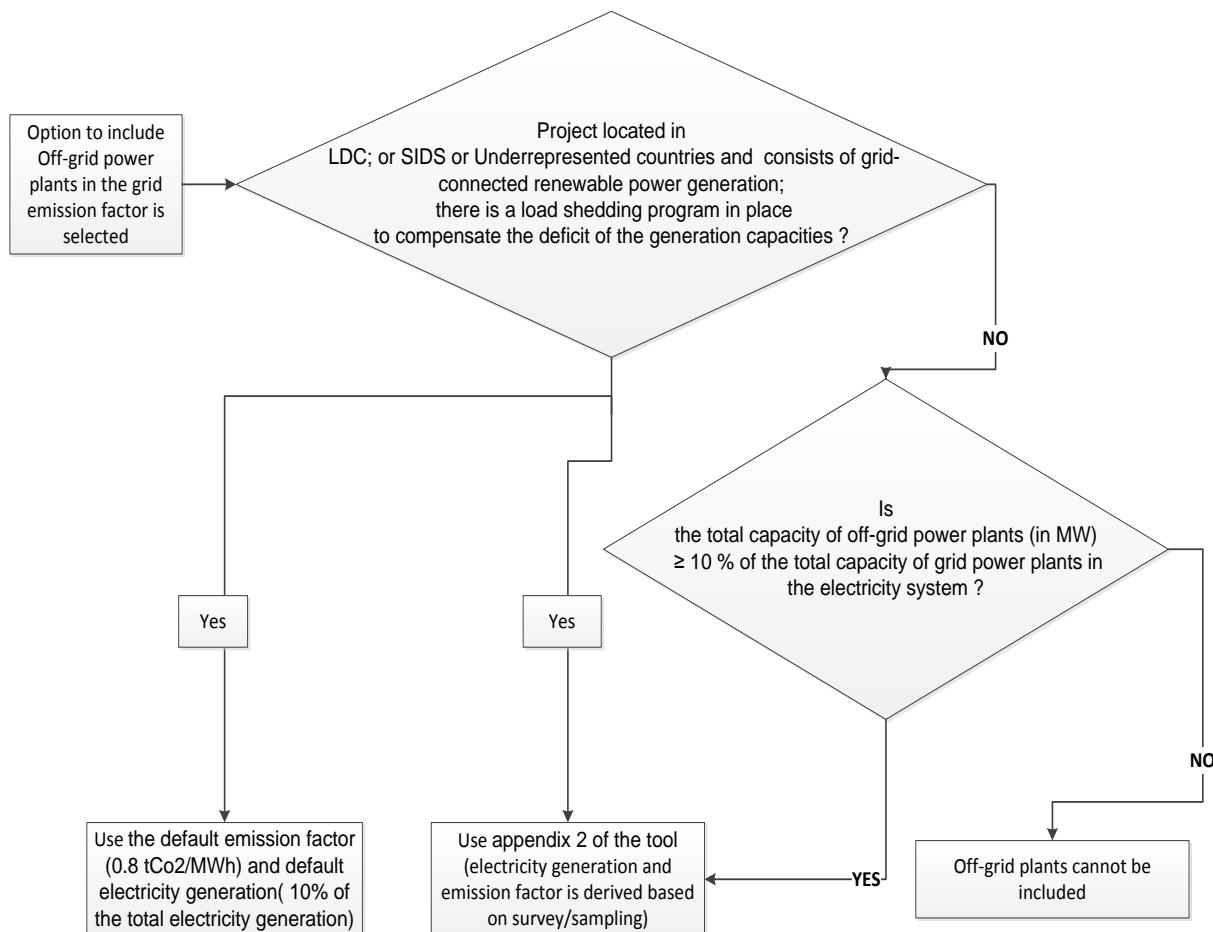 Option to include
Off-grid power
plants in the grid
emission factor is
selected
Project located in
LDC; or SIDS or Underrepresented countries and consists of grid-
connected renewable power generation;
there is a load shedding program in place
to compensate the deficit of the generation capacities ?
NO
Is
the total capacity of off-grid power plants (in MW)
≥ 10 % of the total capacity of grid power plants in
the electricity system ?
Yes
Yes
NO
Use the default emission factor
(0.8 tCo2/MWh) and default
electricity generation( 10% of
the total electricity generation)
Use appendix 2 of the tool
(electricity generation and
emission factor is derived based
on survey/sampling)
YES
Off-grid plants cannot be
included